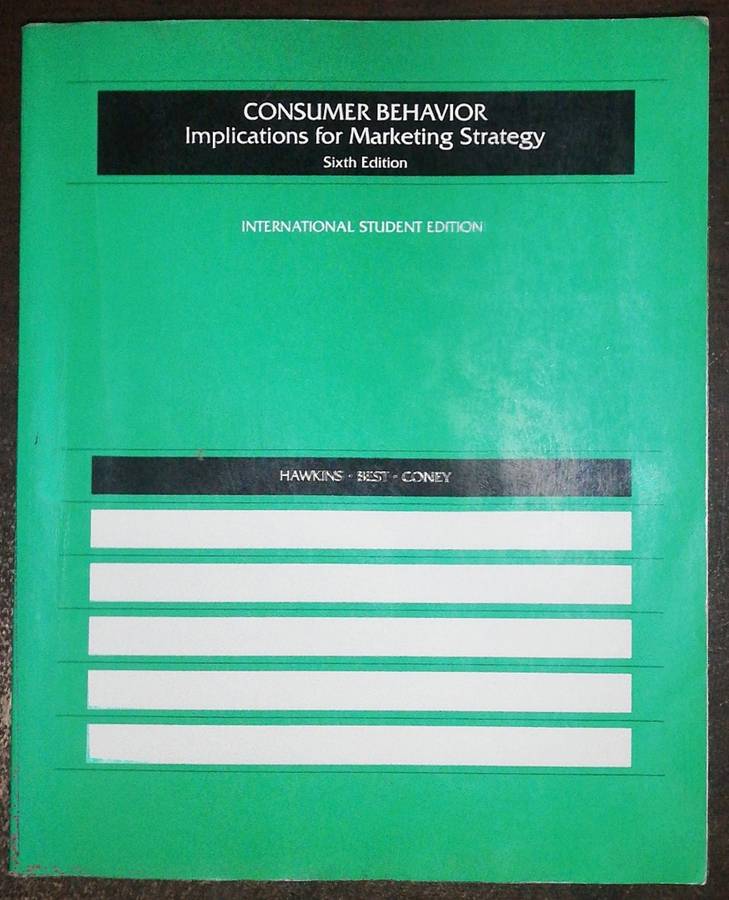 CONSUMER BEHAVIOR
Implications for Marketing Strategy
Sixth Edition
INTERNATIONAL STUDENT EDITION
HAWKINS · BEST · CONEY